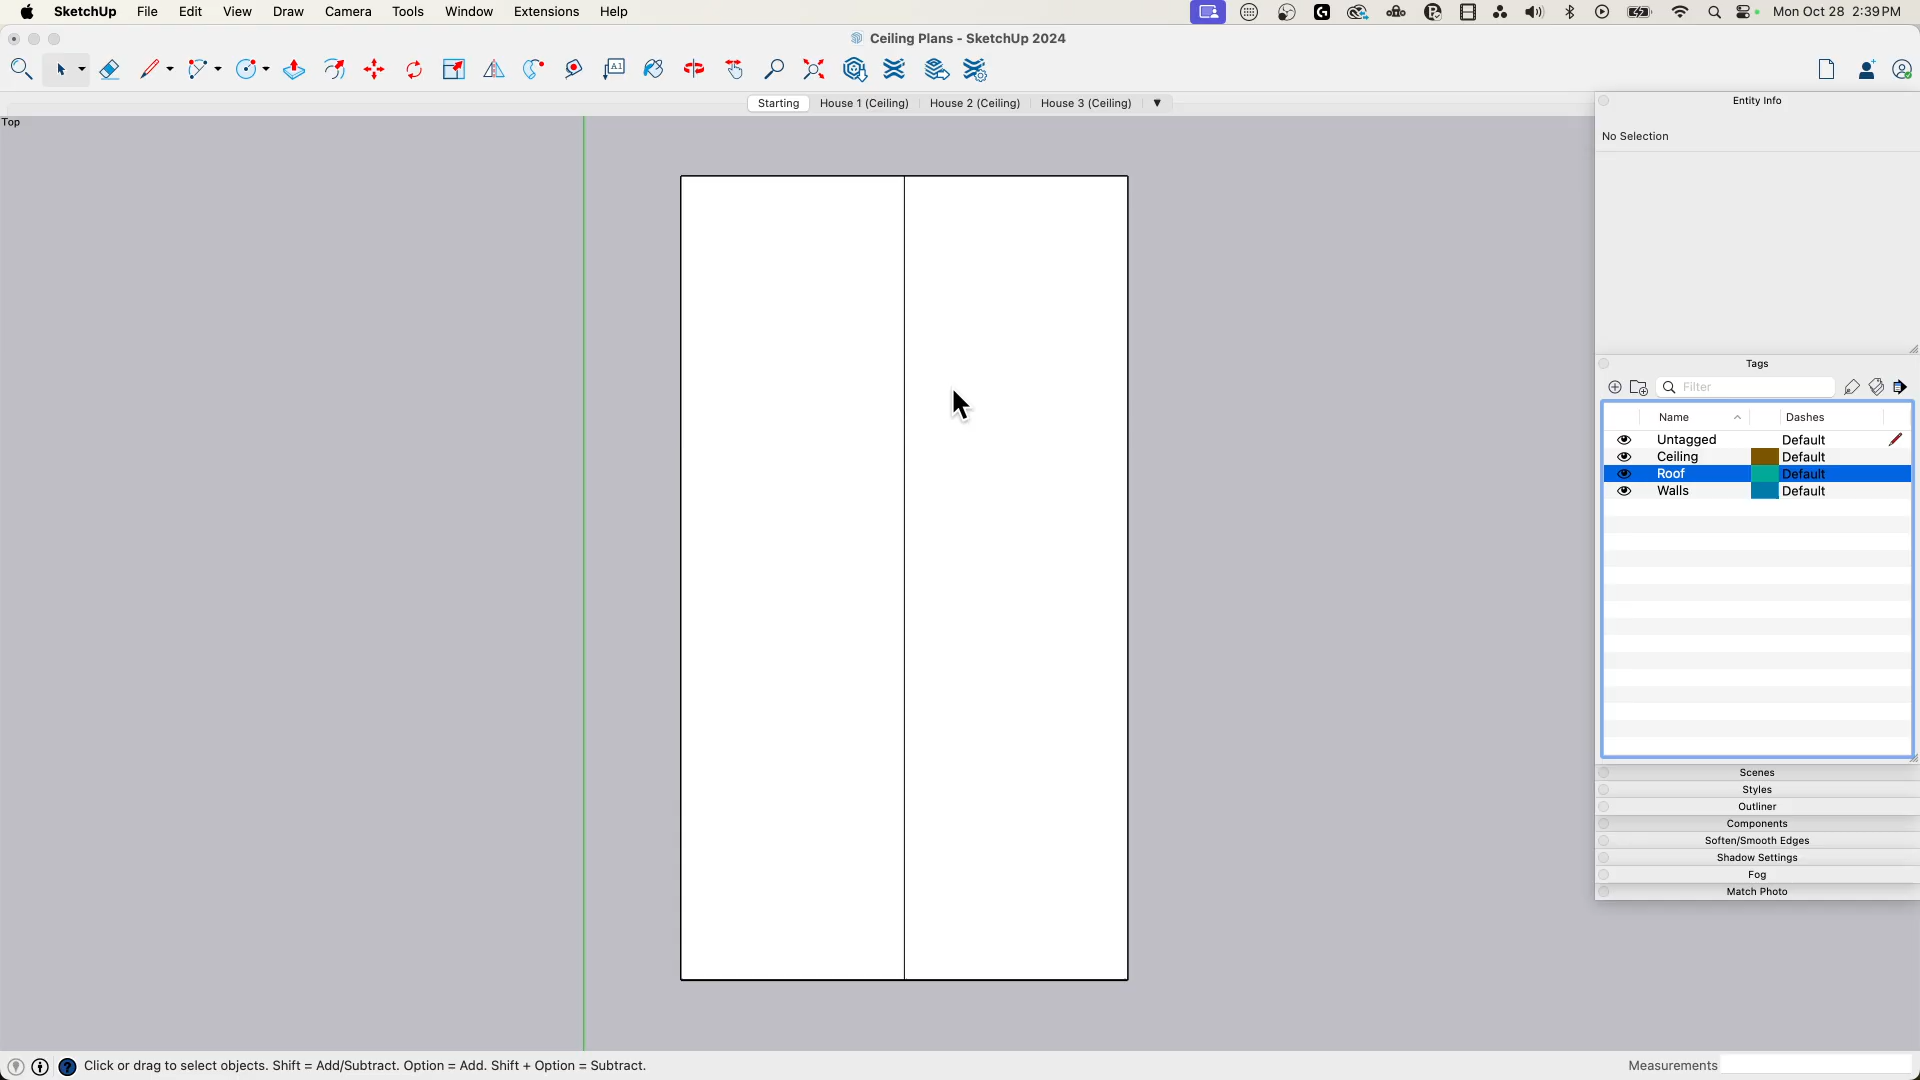 SketchUp File Edit View Draw Camera Tools Window Extensions Help Mon Oct 28 2:39 PM
Ceiling Plans - SketchUp 2024
A1
Starting House 1 (Ceiling) House 2 (Ceiling) House 3 (Ceiling)
Top
Entity Info
No Selection
Tags
Filter
Name Dashes
Untagged Default
Ceiling Default
Roof Default
Walls Default
Scenes
Styles
Outliner
Components
Soften/Smooth Edges
Shadow Settings
Fog
Match Photo
Click or drag to select objects. Shift = Add/Subtract. Option = Add. Shift + Option = Subtract. Measurements